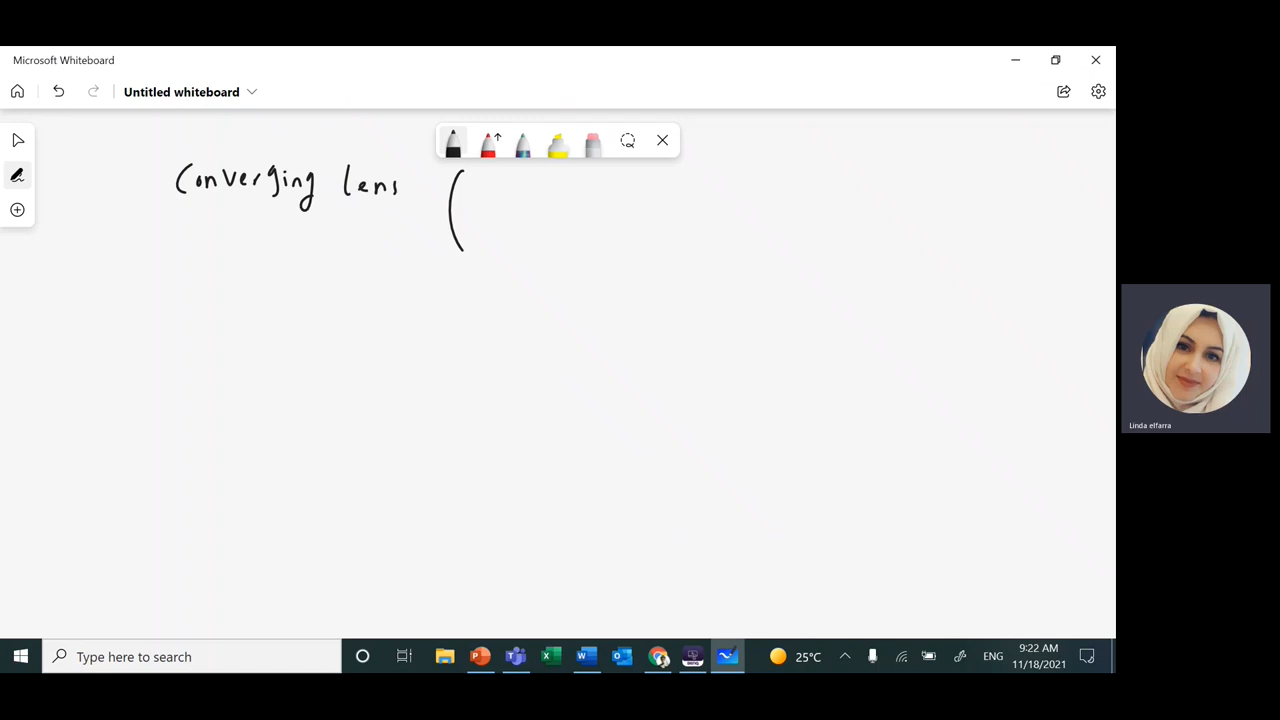 Microsoft Whiteboard
Untitled whiteboard
Converging lens (
Linda elfarra
Type here to search
25°C
ENG
9:22 AM
11/18/2021